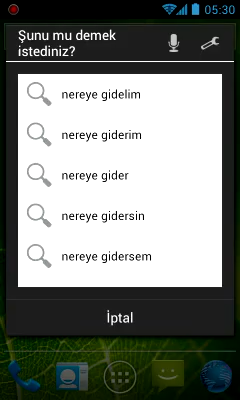 05:30
Şunu mu demek
istediniz?
nereye gidelim
nereye giderim
nereye gider
nereye gidersin
nereye gidersem
İptal